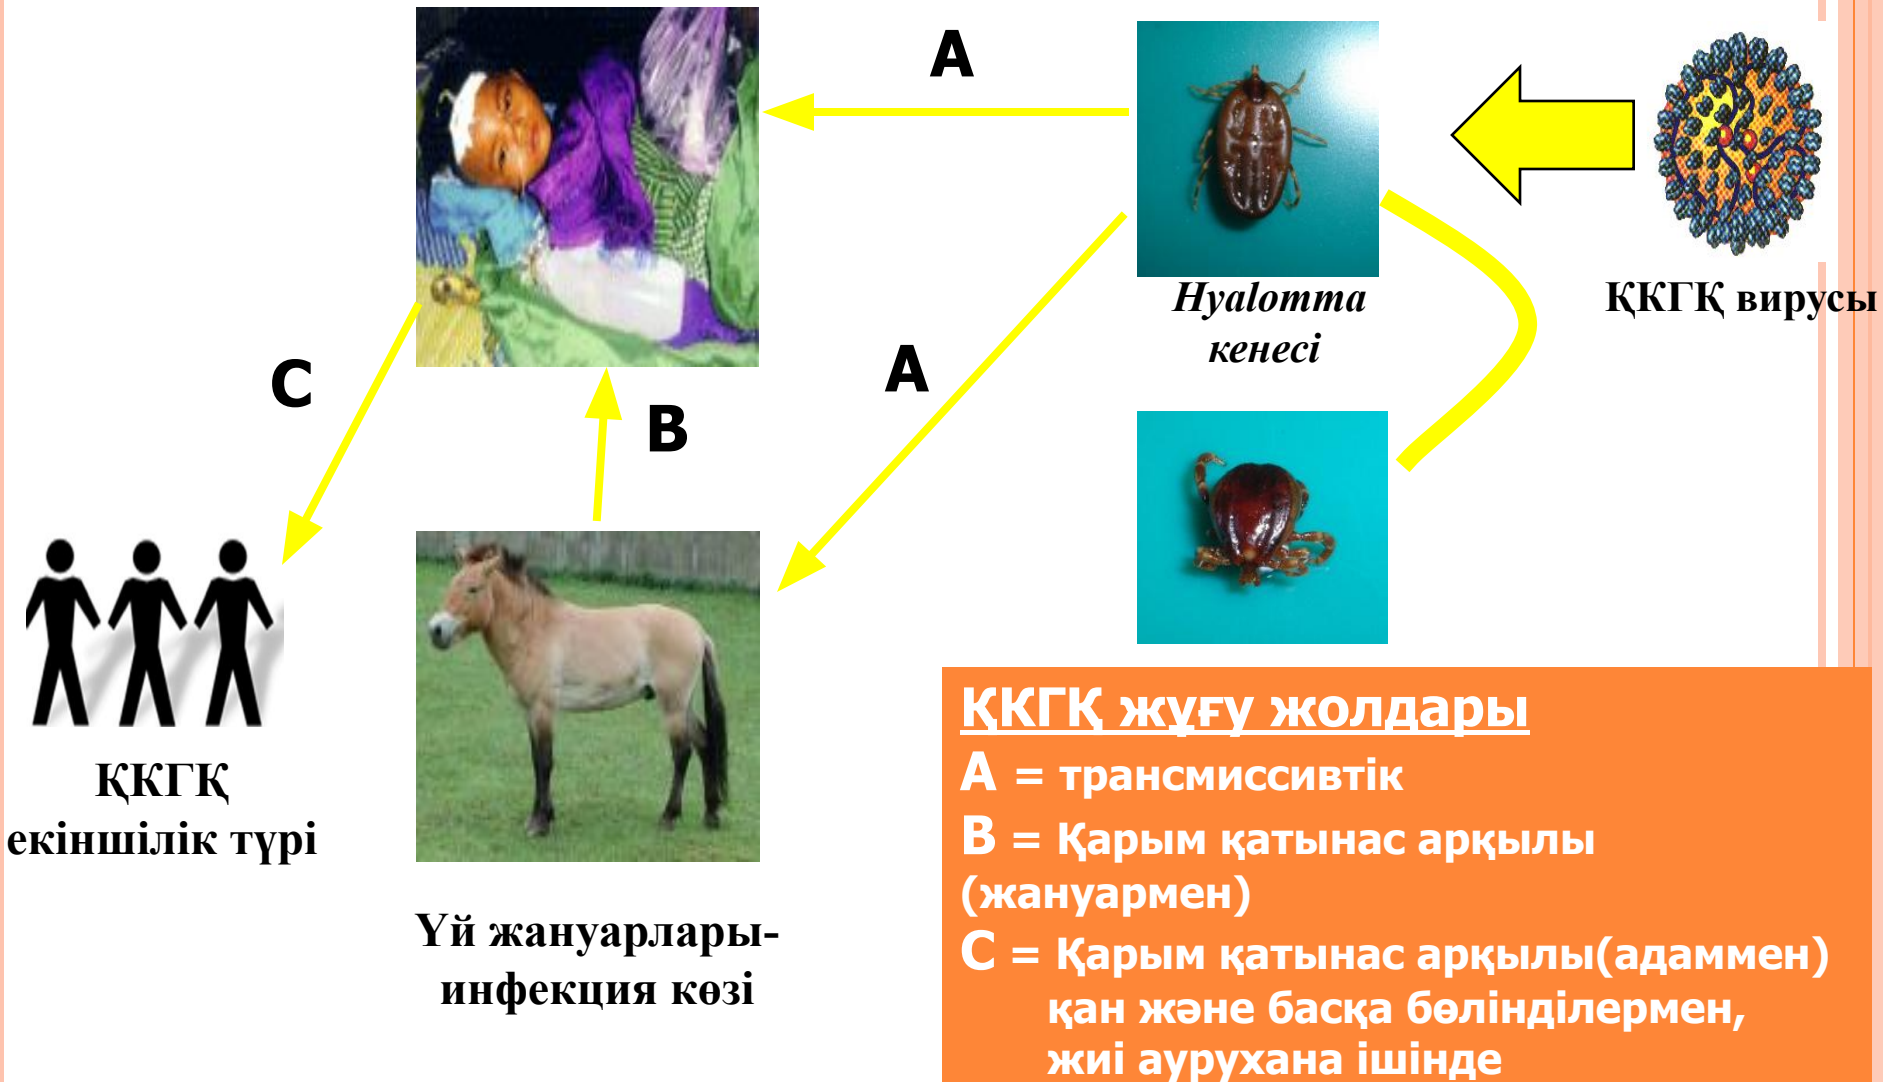 A
Hyalomma
кенесі
ҚКГҚ вирусы
A
C
B
ҚКГҚ
екіншілік түрі
Үй жануарлары-
инфекция көзі
ҚКГҚ жұғу жолдары
A = трансмиссивтік
B = Қарым қатынас арқылы
(жануармен)
C = Қарым қатынас арқылы(адаммен)
қан және басқа бөлінділермен,
жиі аурухана ішінде